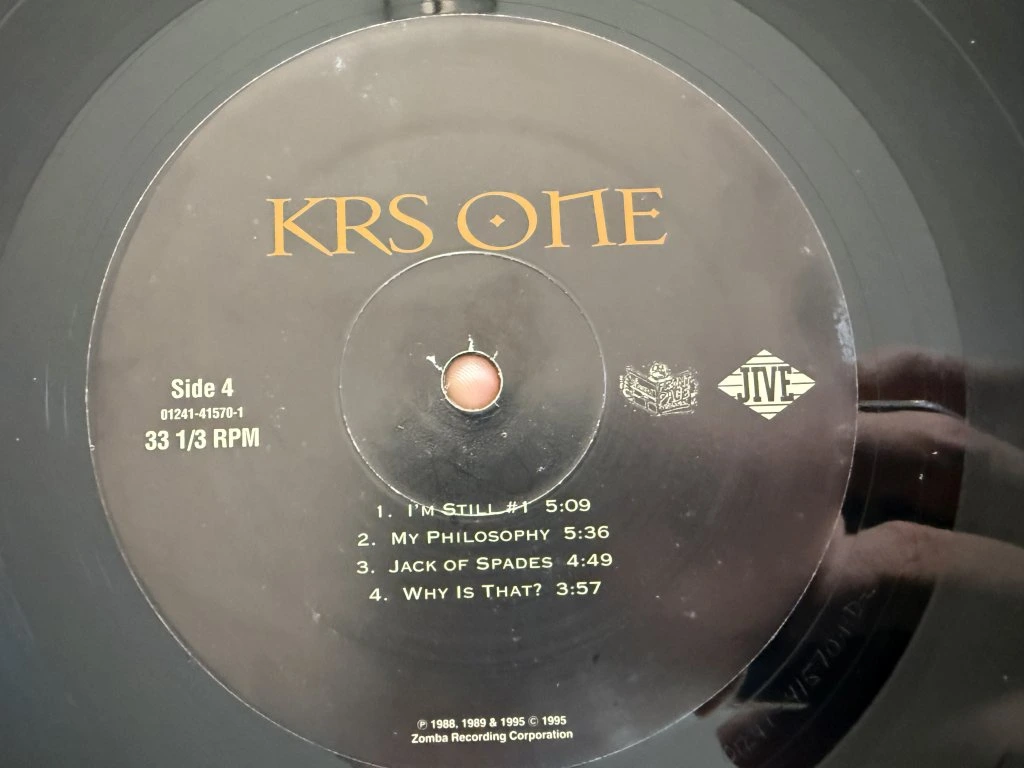 KRS ONE
Side 4
01241-41570-1
33 1/3 RPM
JIVE
1. I'M STILL #1 5:09
2. MY PHILOSOPHY 5:36
3. JACK OF SPADES 4:49
4. WHY IS THAT? 3:57
℗ 1988, 1989 & 1995 © 1995
Zomba Recording Corporation